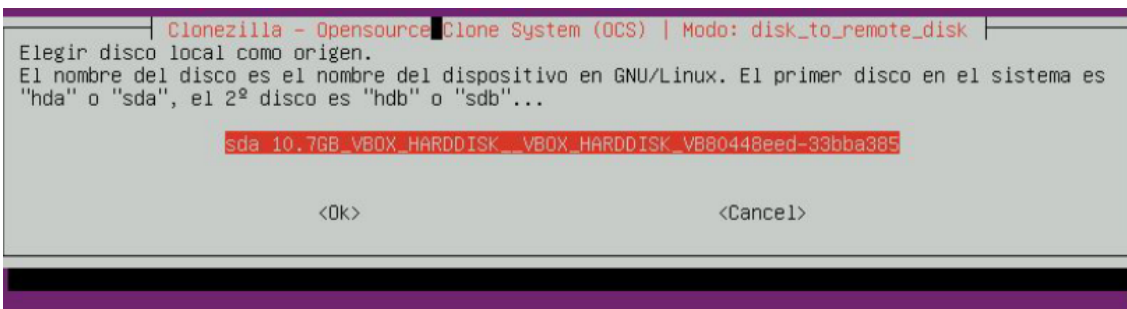 Clonezilla - Opensource Clone System (OCS) | Modo: disk_to_remote_disk
Elegir disco local como origen.
El nombre del disco es el nombre del dispositivo en GNU/Linux. El primer disco en el sistema es
"hda" o "sda", el 2º disco es "hdb" o "sdb"...
sda 10.7GB_VBOX_HARDDISK__VBOX_HARDDISK_VB80448eed-33bba385
<Ok> <Cancel>